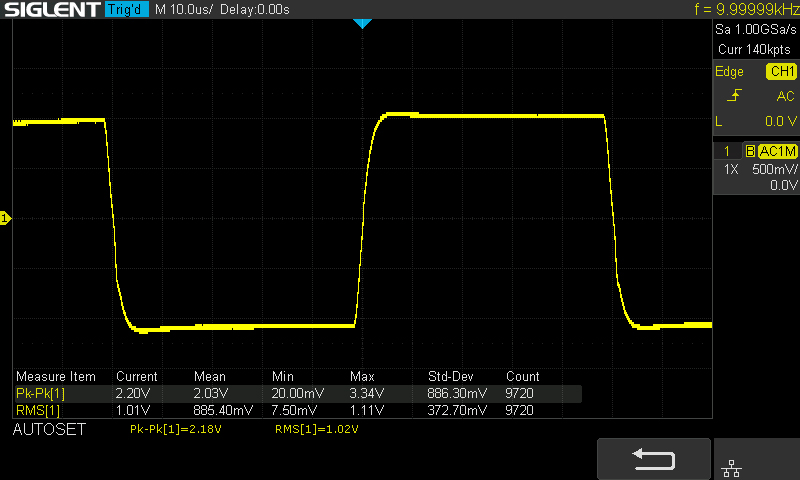 SIGLENT Trig'd M 10.0us/ Delay:0.00s f = 9.99999kHz
Sa 1.00GSa/s
Curr 140kpts
Edge CH1
AC
L 0.0 V
1 B AC1M
1X 500mV/
0.0V
1
Measure Item Current Mean Min Max Std-Dev Count
Pk-Pk[1] 2.20V 2.03V 20.00mV 3.34V 886.30mV 9720
RMS[1] 1.01V 885.40mV 7.50mV 1.11V 372.70mV 9720
AUTOSET Pk-Pk[1]=2.18V RMS[1]=1.02V